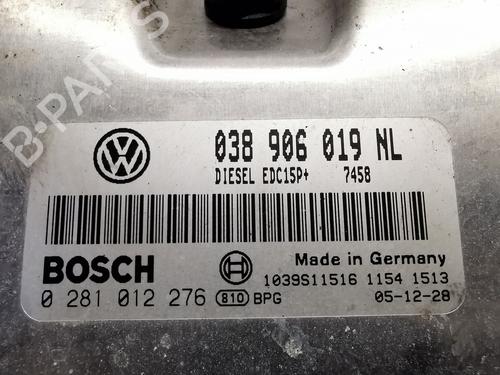 B-PARTS
038 906 019 NL
DIESEL EDC15P+ 7458
BOSCH
Made in Germany
1039S11516 1154 1513
0 281 012 276 810 BPG 05-12-28